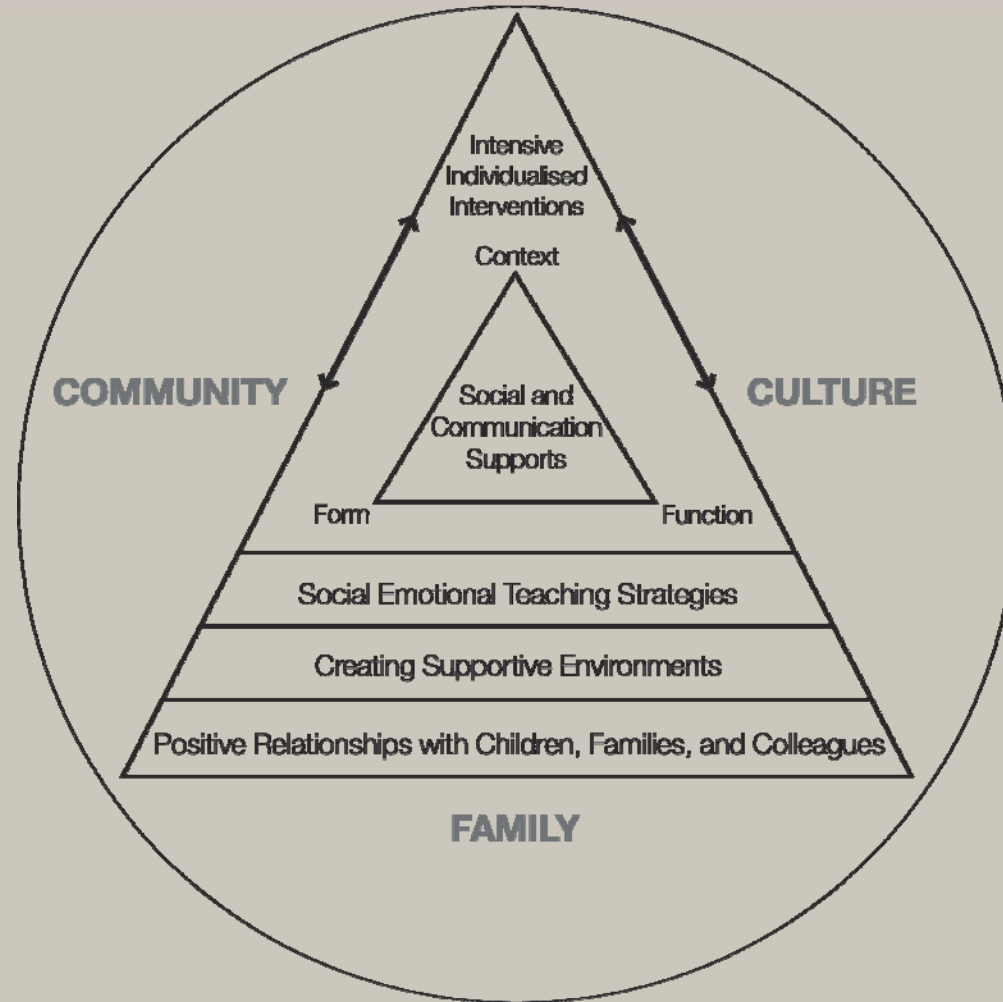 Intensive
Individualised
Interventions
Context
COMMUNITY
CULTURE
Social and
Communication
Supports
Form
Function
Social Emotional Teaching Strategies
Creating Supportive Environments
Positive Relationships with Children, Families, and Colleagues
FAMILY